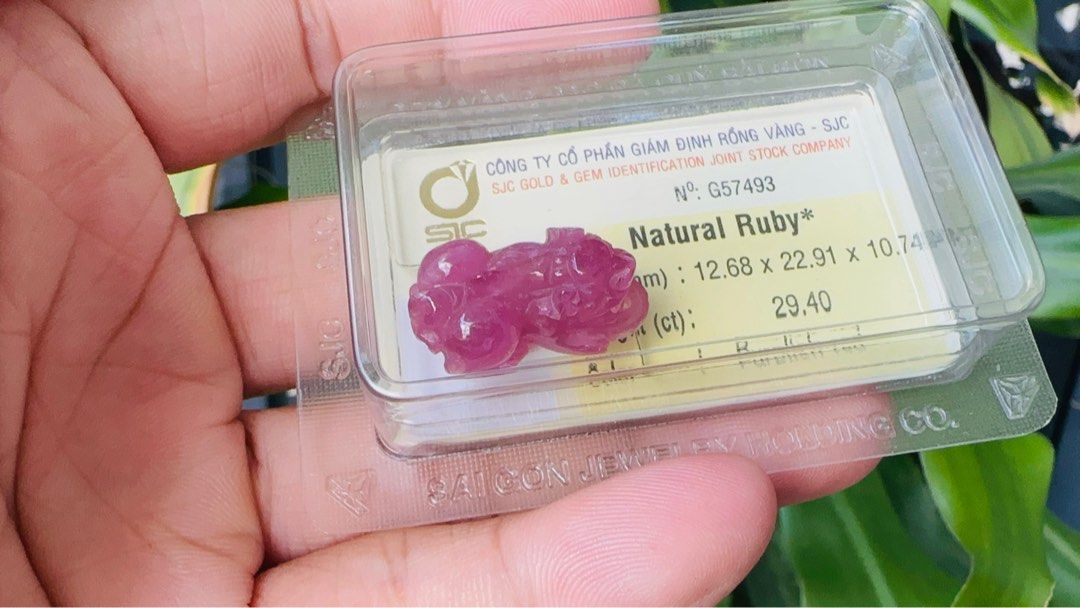 CÔNG TY CỔ PHẦN GIÁM ĐỊNH RỒNG VÀNG - SJC
SJC GOLD & GEM IDENTIFICATION JOINT STOCK COMPANY
Nº: G57493
SJC
Natural Ruby*
mm) : 12.68 x 22.91 x 10.74
(ct): 29.40
SJC
SAIGON JEWELRY HOLDING CO.